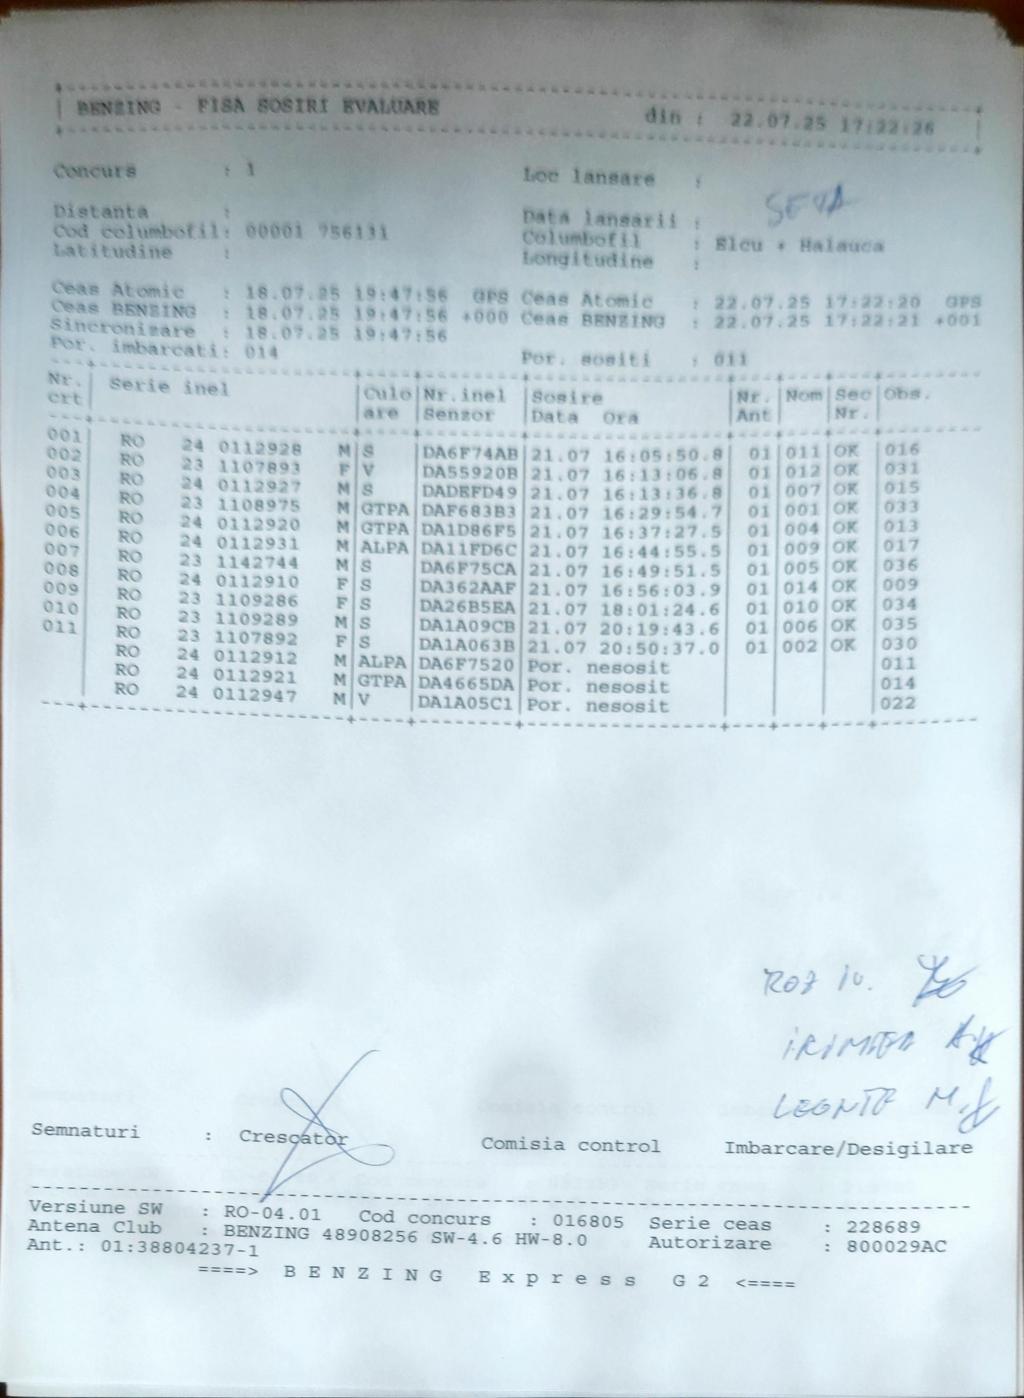 BENZING - FISA SOSIRI EVALUARE din : 22.07.25 17:22:26
Concurs : 1 Loc lansare :
SEVA
Distanta : Data lansarii :
Cod columbofil: 00001 756131 Columbofil : Elcu + Halauca
Latitudine : Longitudine :
Ceas Atomic : 18.07.25 19:47:56 GPS Ceas Atomic : 22.07.25 17:22:20 GPS
Ceas BENZING : 18.07.25 19:47:56 +000 Ceas BENZING : 22.07.25 17:22:21 +001
Sincronizare : 18.07.25 19:47:56
Por. imbarcati: 014 Por. sositi : 011
Nr. Serie inel Culo Nr.inel Sosire Nr. Nom Sec Obs.
crt are Senzor Data Ora Ant Nr.
001 RO 24 0112928 M S DA6F74AB 21.07 16:05:50.8 01 011 OK 016
002 RO 23 1107893 F V DA55920B 21.07 16:13:06.8 01 012 OK 031
003 RO 24 0112927 M S DADEFD49 21.07 16:13:36.8 01 007 OK 015
004 RO 23 1108975 M GTPA DAF683B3 21.07 16:29:54.7 01 001 OK 033
005 RO 24 0112920 M GTPA DA1D86F5 21.07 16:37:27.5 01 004 OK 013
006 RO 24 0112931 M ALPA DA11FD6C 21.07 16:44:55.5 01 009 OK 017
007 RO 23 1142744 M S DA6F75CA 21.07 16:49:51.5 01 005 OK 036
008 RO 24 0112910 F S DA362AAF 21.07 16:56:03.9 01 014 OK 009
009 RO 23 1109286 F S DA26B5EA 21.07 18:01:24.6 01 010 OK 034
010 RO 23 1109289 M S DA1A09CB 21.07 20:19:43.6 01 006 OK 035
011 RO 23 1107892 F S DA1A063B 21.07 20:50:37.0 01 002 OK 030
RO 24 0112912 M ALPA DA6F7520 Por. nesosit 011
RO 24 0112921 M GTPA DA4665DA Por. nesosit 014
RO 24 0112947 M V DA1A05C1 Por. nesosit 022
IRIMEEA
LEONTE M.
Semnaturi : Crescator Comisia control Imbarcare/Desigilare
Versiune SW : RO-04.01 Cod concurs : 016805 Serie ceas : 228689
Antena Club : BENZING 48908256 SW-4.6 HW-8.0 Autorizare : 800029AC
Ant.: 01:38804237-1
====> B E N Z I N G E x p r e s s G 2 <====